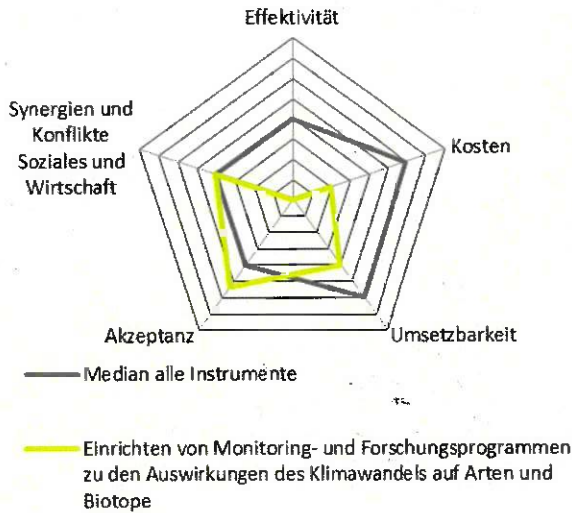 Effektivität
Synergien und
Konflikte
Soziales und
Wirtschaft
Kosten
Akzeptanz
Umsetzbarkeit
Median alle Instrumente
Einrichten von Monitoring- und Forschungsprogrammen
zu den Auswirkungen des Klimawandels auf Arten und
Biotope